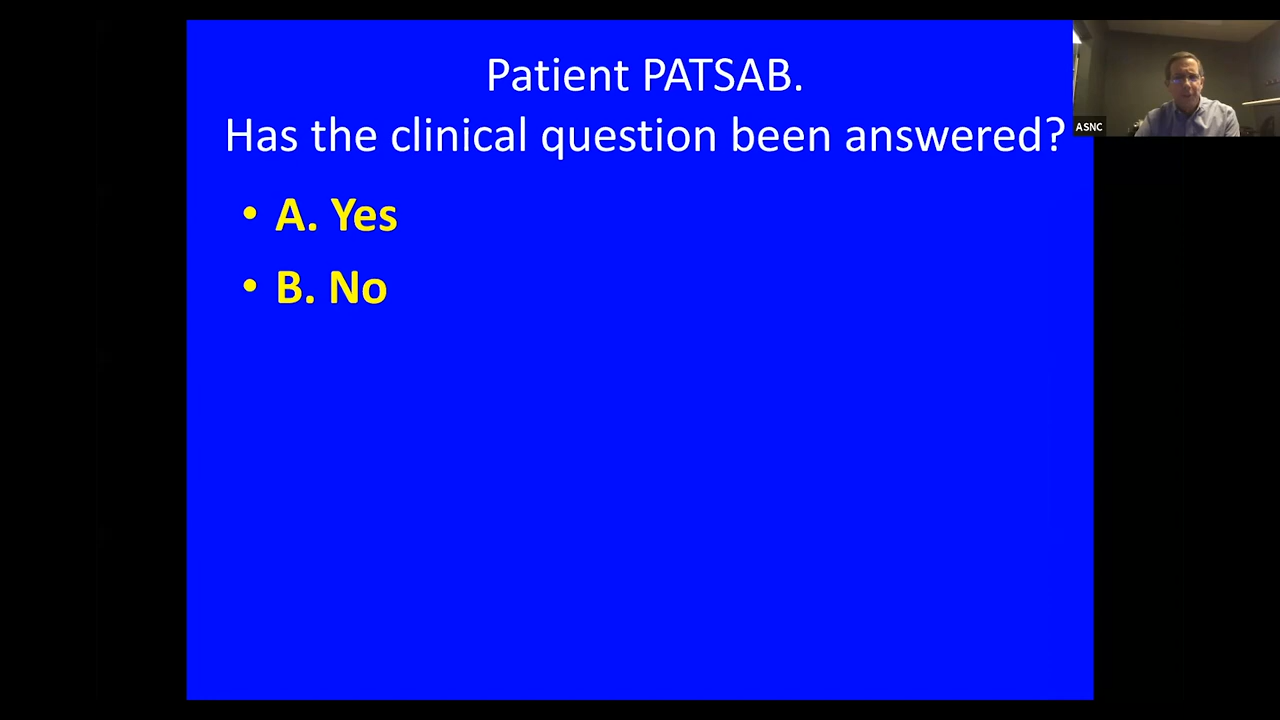 Patient PATSAB.
Has the clinical question been answered?
• A. Yes
• B. No
ASNC